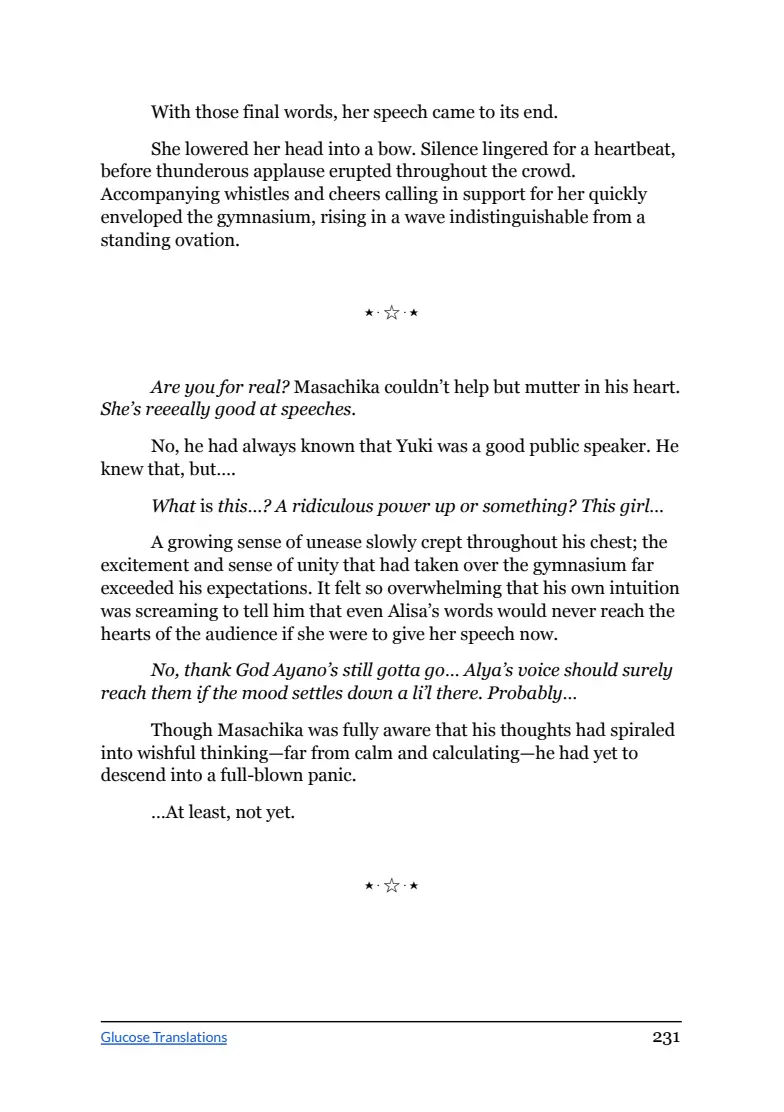 With those final words, her speech came to its end.
She lowered her head into a bow. Silence lingered for a heartbeat,
before thunderous applause erupted throughout the crowd.
Accompanying whistles and cheers calling in support for her quickly
enveloped the gymnasium, rising in a wave indistinguishable from a
standing ovation.
★·☆·★
Are you for real? Masachika couldn’t help but mutter in his heart.
She’s reeeally good at speeches.
No, he had always known that Yuki was a good public speaker. He
knew that, but….
What is this…? A ridiculous power up or something? This girl…
A growing sense of unease slowly crept throughout his chest; the
excitement and sense of unity that had taken over the gymnasium far
exceeded his expectations. It felt so overwhelming that his own intuition
was screaming to tell him that even Alisa’s words would never reach the
hearts of the audience if she were to give her speech now.
No, thank God Ayano’s still gotta go… Alya’s voice should surely
reach them if the mood settles down a li’l there. Probably…
Though Masachika was fully aware that his thoughts had spiraled
into wishful thinking—far from calm and calculating—he had yet to
descend into a full-blown panic.
…At least, not yet.
★·☆·★
Glucose Translations 231